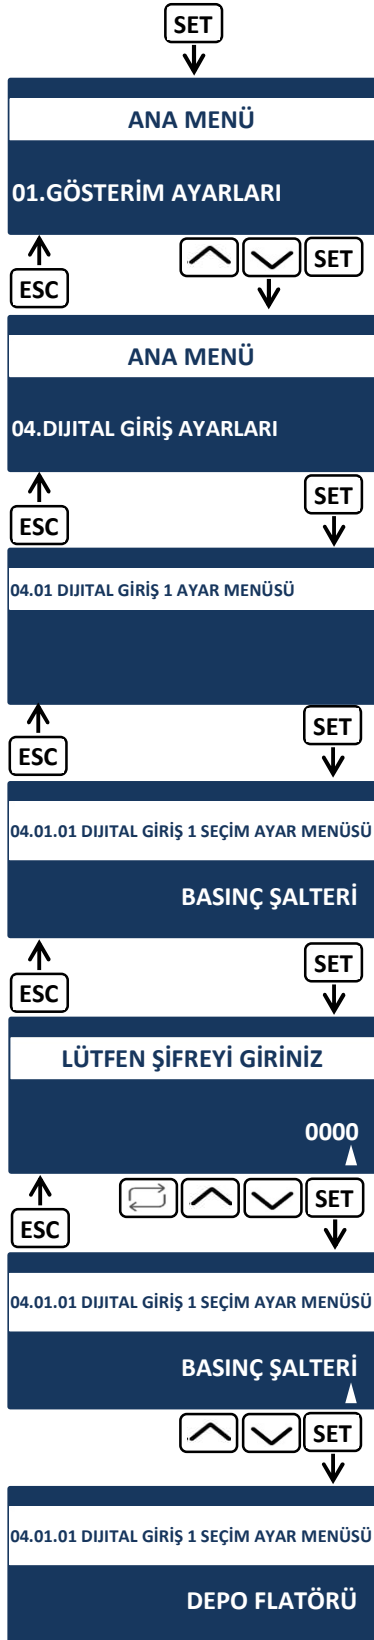 SET
ANA MENÜ
01.GÖSTERİM AYARLARI
ESC
SET
ANA MENÜ
04.DIJITAL GİRİŞ AYARLARI
ESC
SET
04.01 DIJITAL GİRİŞ 1 AYAR MENÜSÜ
ESC
SET
04.01.01 DIJITAL GİRİŞ 1 SEÇİM AYAR MENÜSÜ
BASINÇ ŞALTERİ
ESC
SET
LÜTFEN ŞİFREYİ GİRİNİZ
0000
ESC
SET
04.01.01 DIJITAL GİRİŞ 1 SEÇİM AYAR MENÜSÜ
BASINÇ ŞALTERİ
SET
04.01.01 DIJITAL GİRİŞ 1 SEÇİM AYAR MENÜSÜ
DEPO FLATÖRÜ